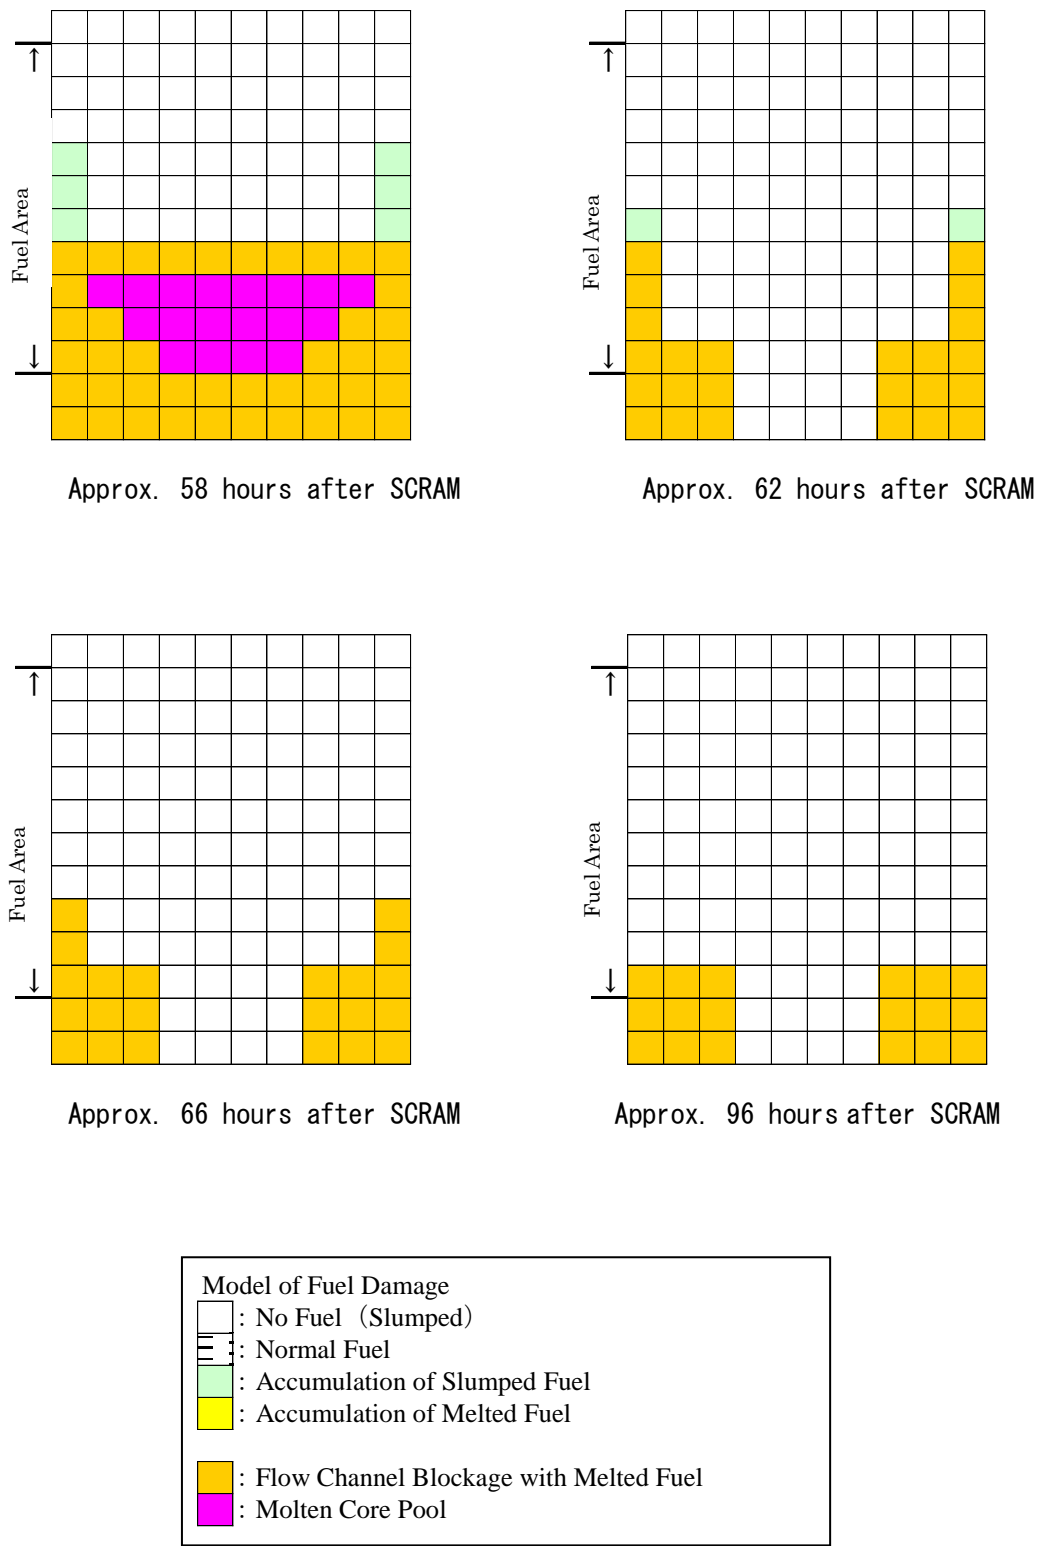 ↑
↑
Fuel Area
Fuel Area
↓
↓
Approx. 58 hours after SCRAM
Approx. 62 hours after SCRAM
↑
↑
Fuel Area
Fuel Area
↓
↓
Approx. 66 hours after SCRAM
Approx. 96 hours after SCRAM
Model of Fuel Damage
: No Fuel（Slumped）
: Normal Fuel
: Accumulation of Slumped Fuel
: Accumulation of Melted Fuel
: Flow Channel Blockage with Melted Fuel
: Molten Core Pool